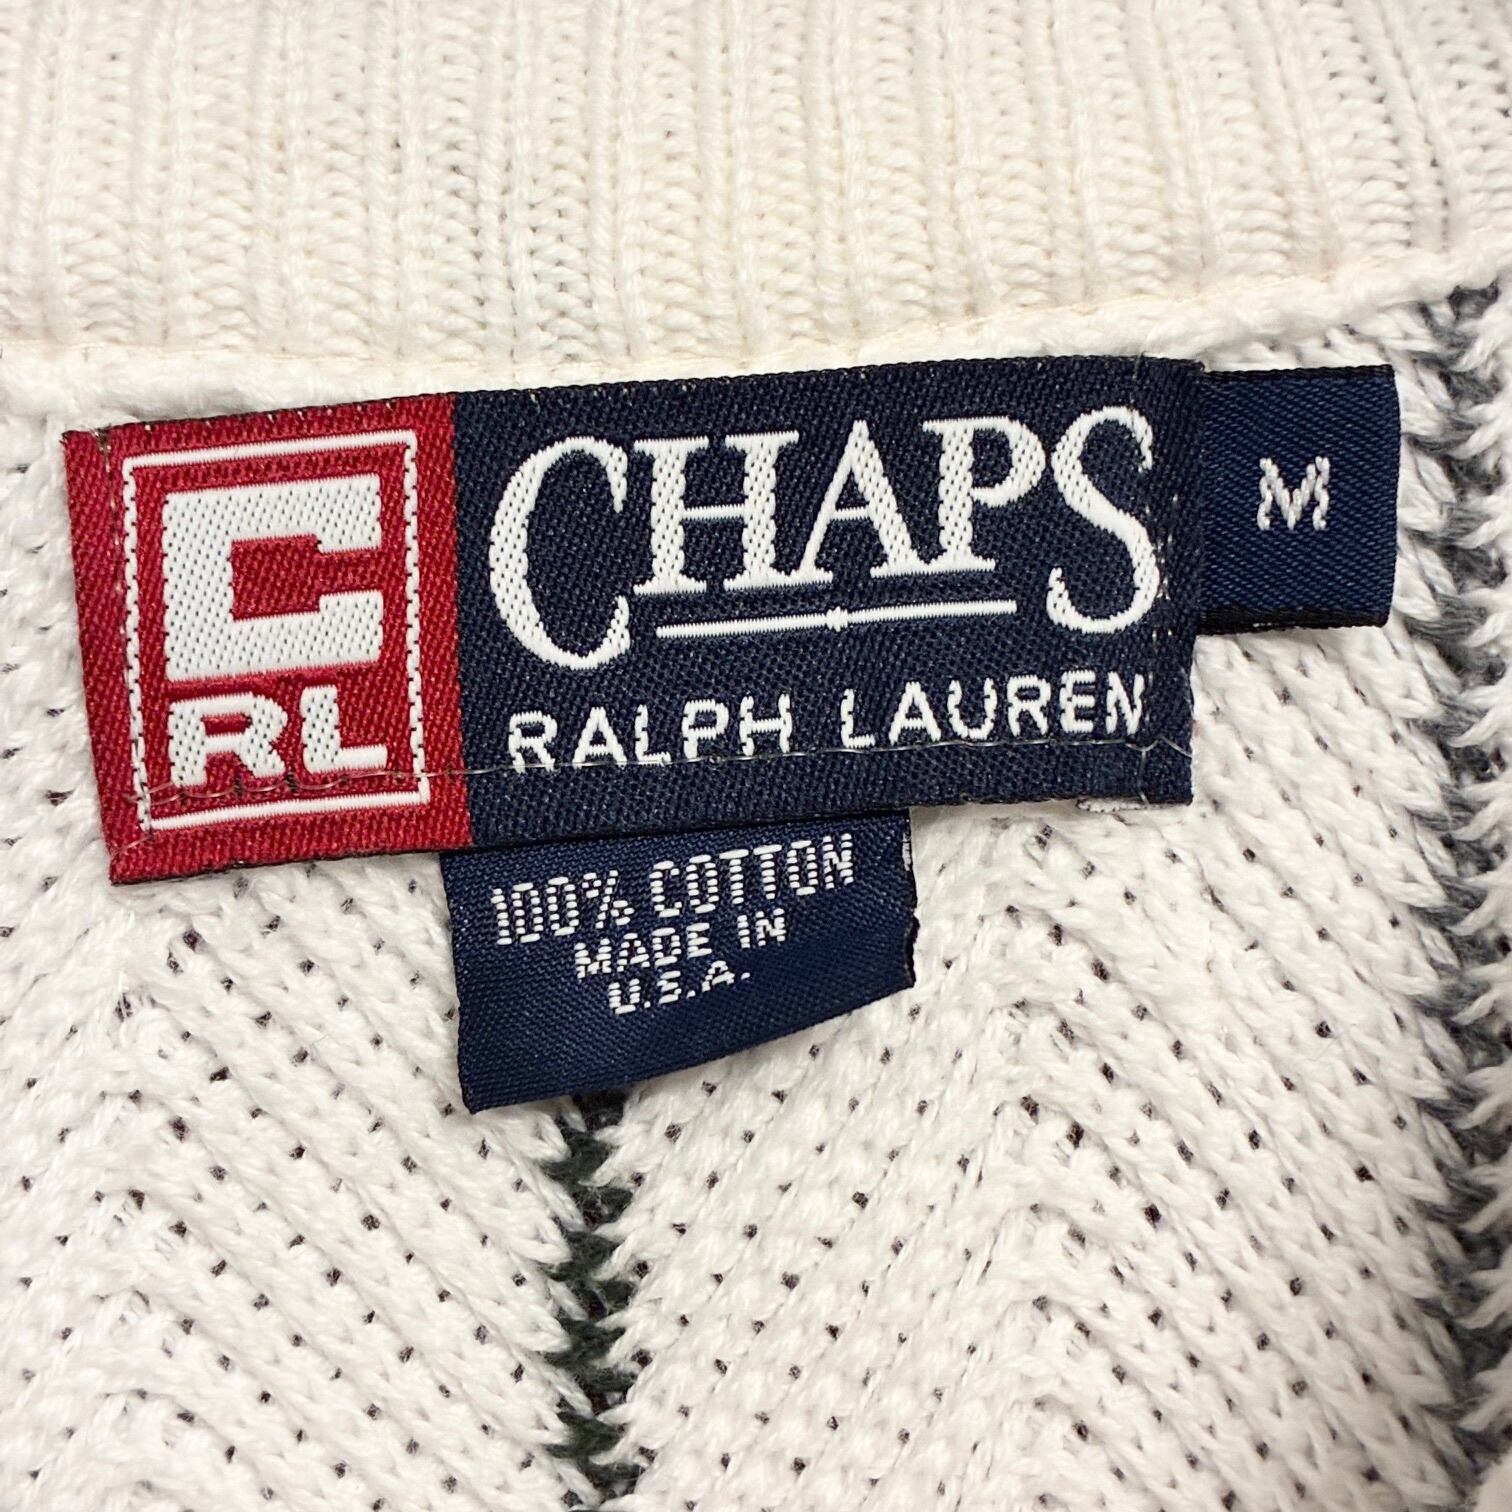 C
RL
CHAPS
RALPH LAUREN
M
100% COTTON
MADE IN
U.S.A.